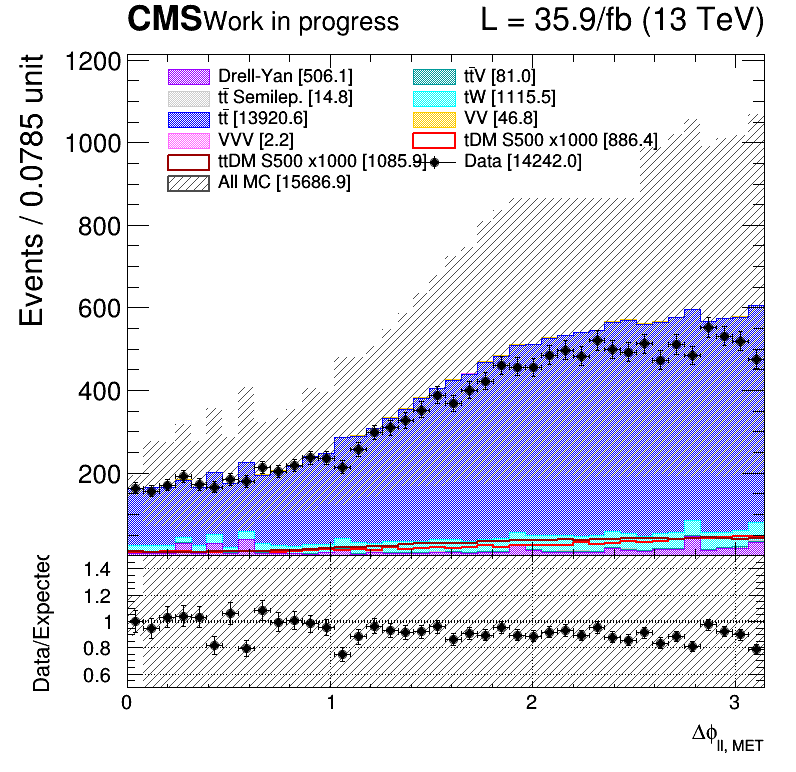 CMS Work in progress L = 35.9/fb (13 TeV)
Events / 0.0785 unit
1200
1000
800
600
400
200
Drell-Yan [506.1]
tt̄V [81.0]
tt̄ Semilep. [14.8]
tW [1115.5]
tt̄ [13920.6]
VV [46.8]
VVV [2.2]
tDM S500 x1000 [886.4]
ttDM S500 x1000 [1085.9]
Data [14242.0]
All MC [15686.9]
Data/Expected
1.4
1.2
1
0.8
0.6
0 1 2 3
Δϕll, MET